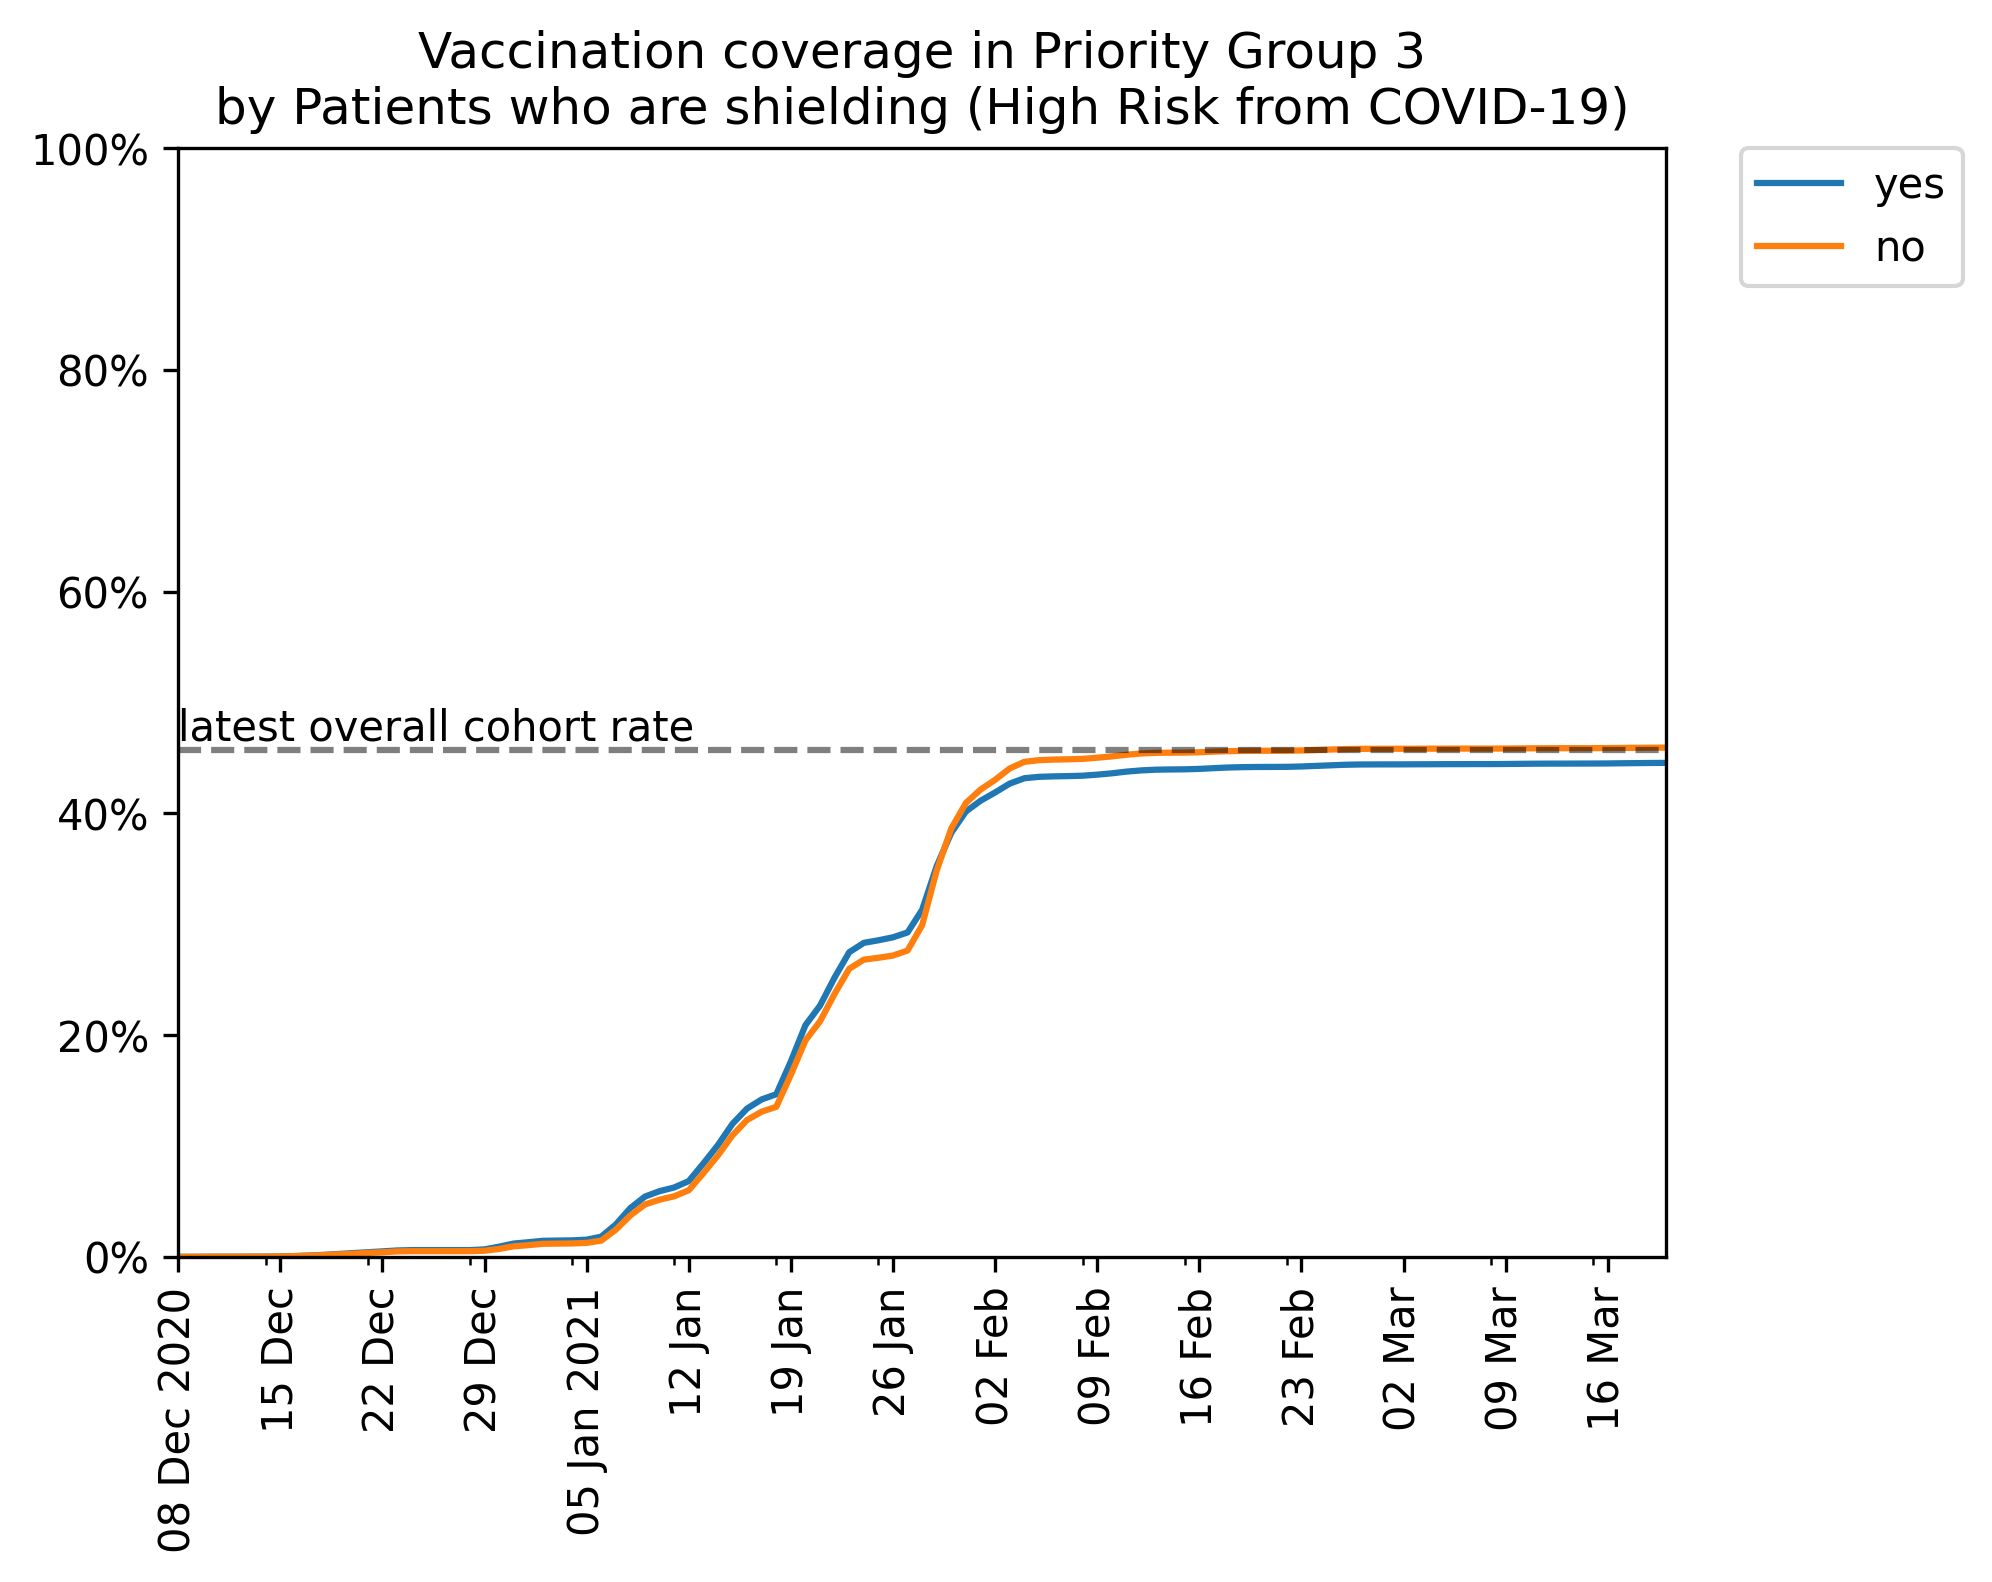 Vaccination coverage in Priority Group 3
by Patients who are shielding (High Risk from COVID-19)
100%
80%
60%
40%
20%
0%
latest overall cohort rate
yes
no
08 Dec 2020
15 Dec
22 Dec
29 Dec
05 Jan 2021
12 Jan
19 Jan
26 Jan
02 Feb
09 Feb
16 Feb
23 Feb
02 Mar
09 Mar
16 Mar